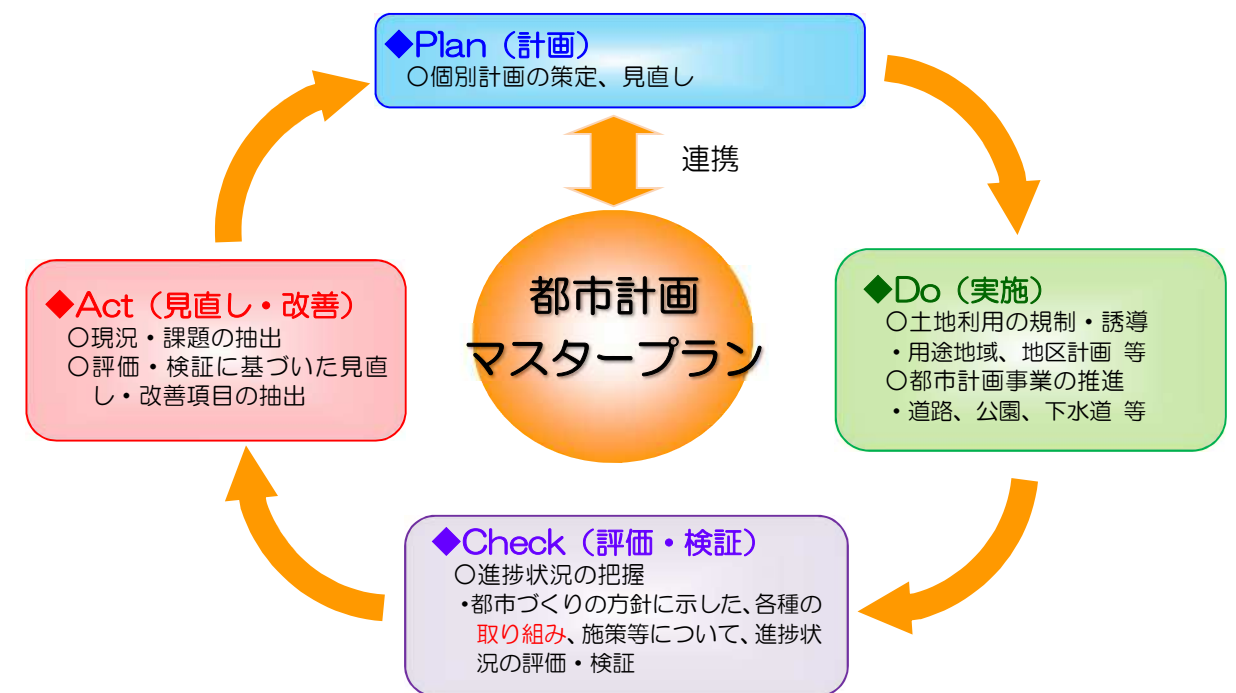 ◆Plan（計画）
○個別計画の策定、見直し
連携
都市計画
マスタープラン
◆Do（実施）
○土地利用の規制・誘導
・用途地域、地区計画 等
○都市計画事業の推進
・道路、公園、下水道 等
◆Check（評価・検証）
○進捗状況の把握
・都市づくりの方針に示した、各種の
取り組み、施策等について、進捗状
況の評価・検証
◆Act（見直し・改善）
○現況・課題の抽出
○評価・検証に基づいた見直
し・改善項目の抽出